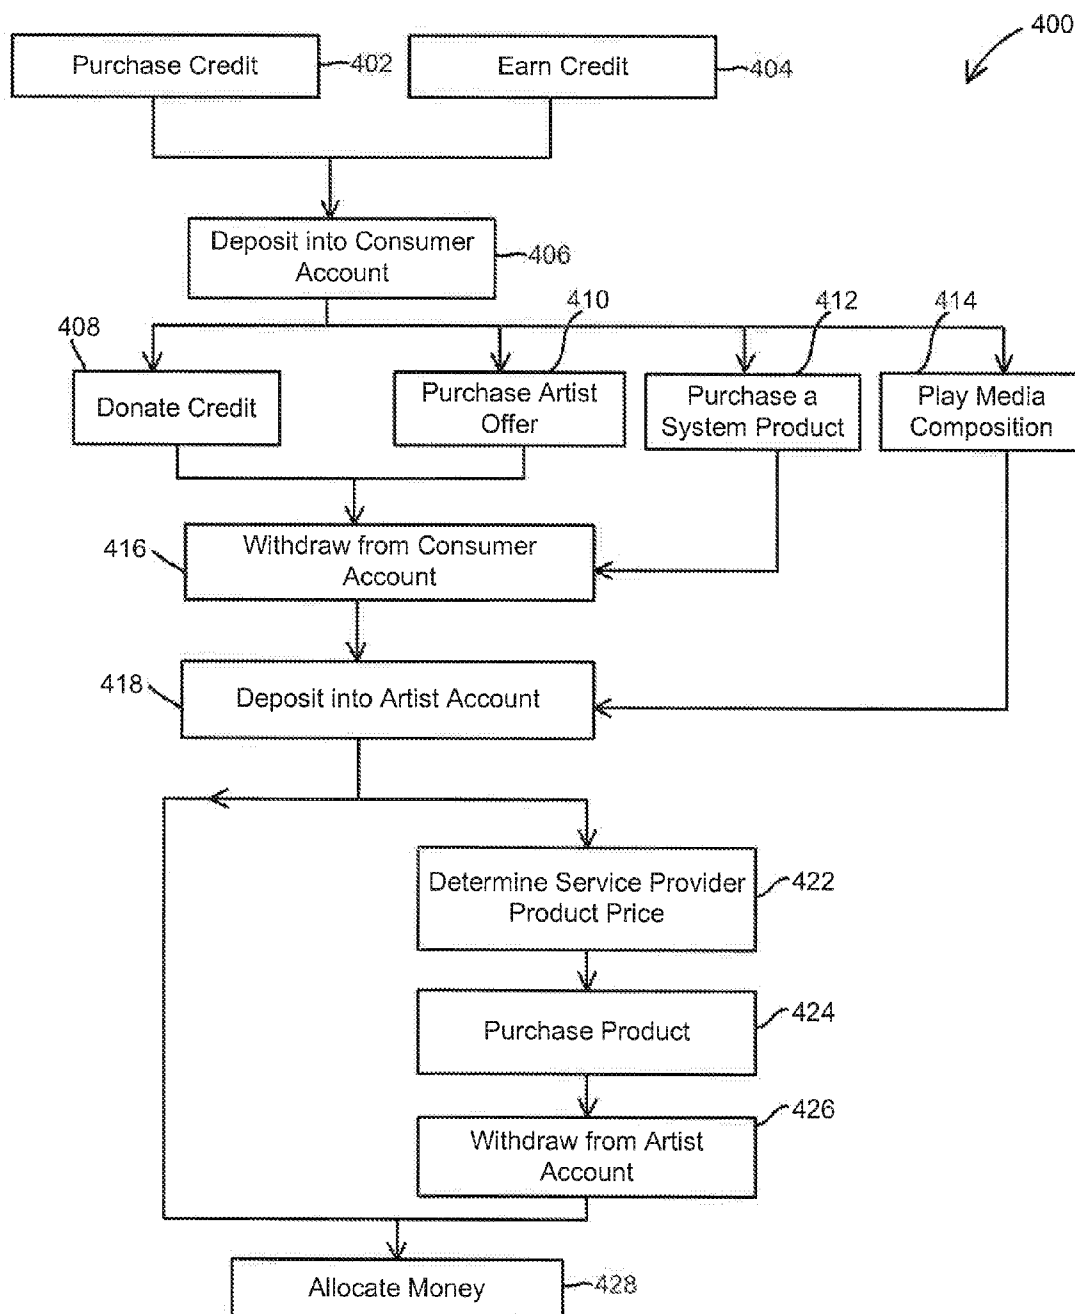 400
Purchase Credit
402
Earn Credit
404
Deposit into Consumer
Account
406
408
410
412
414
Donate Credit
Purchase Artist
Offer
Purchase a
System Product
Play Media
Composition
416
Withdraw from Consumer
Account
418
Deposit into Artist Account
Determine Service Provider
Product Price
422
Purchase Product
424
Withdraw from Artist
Account
426
Allocate Money
428